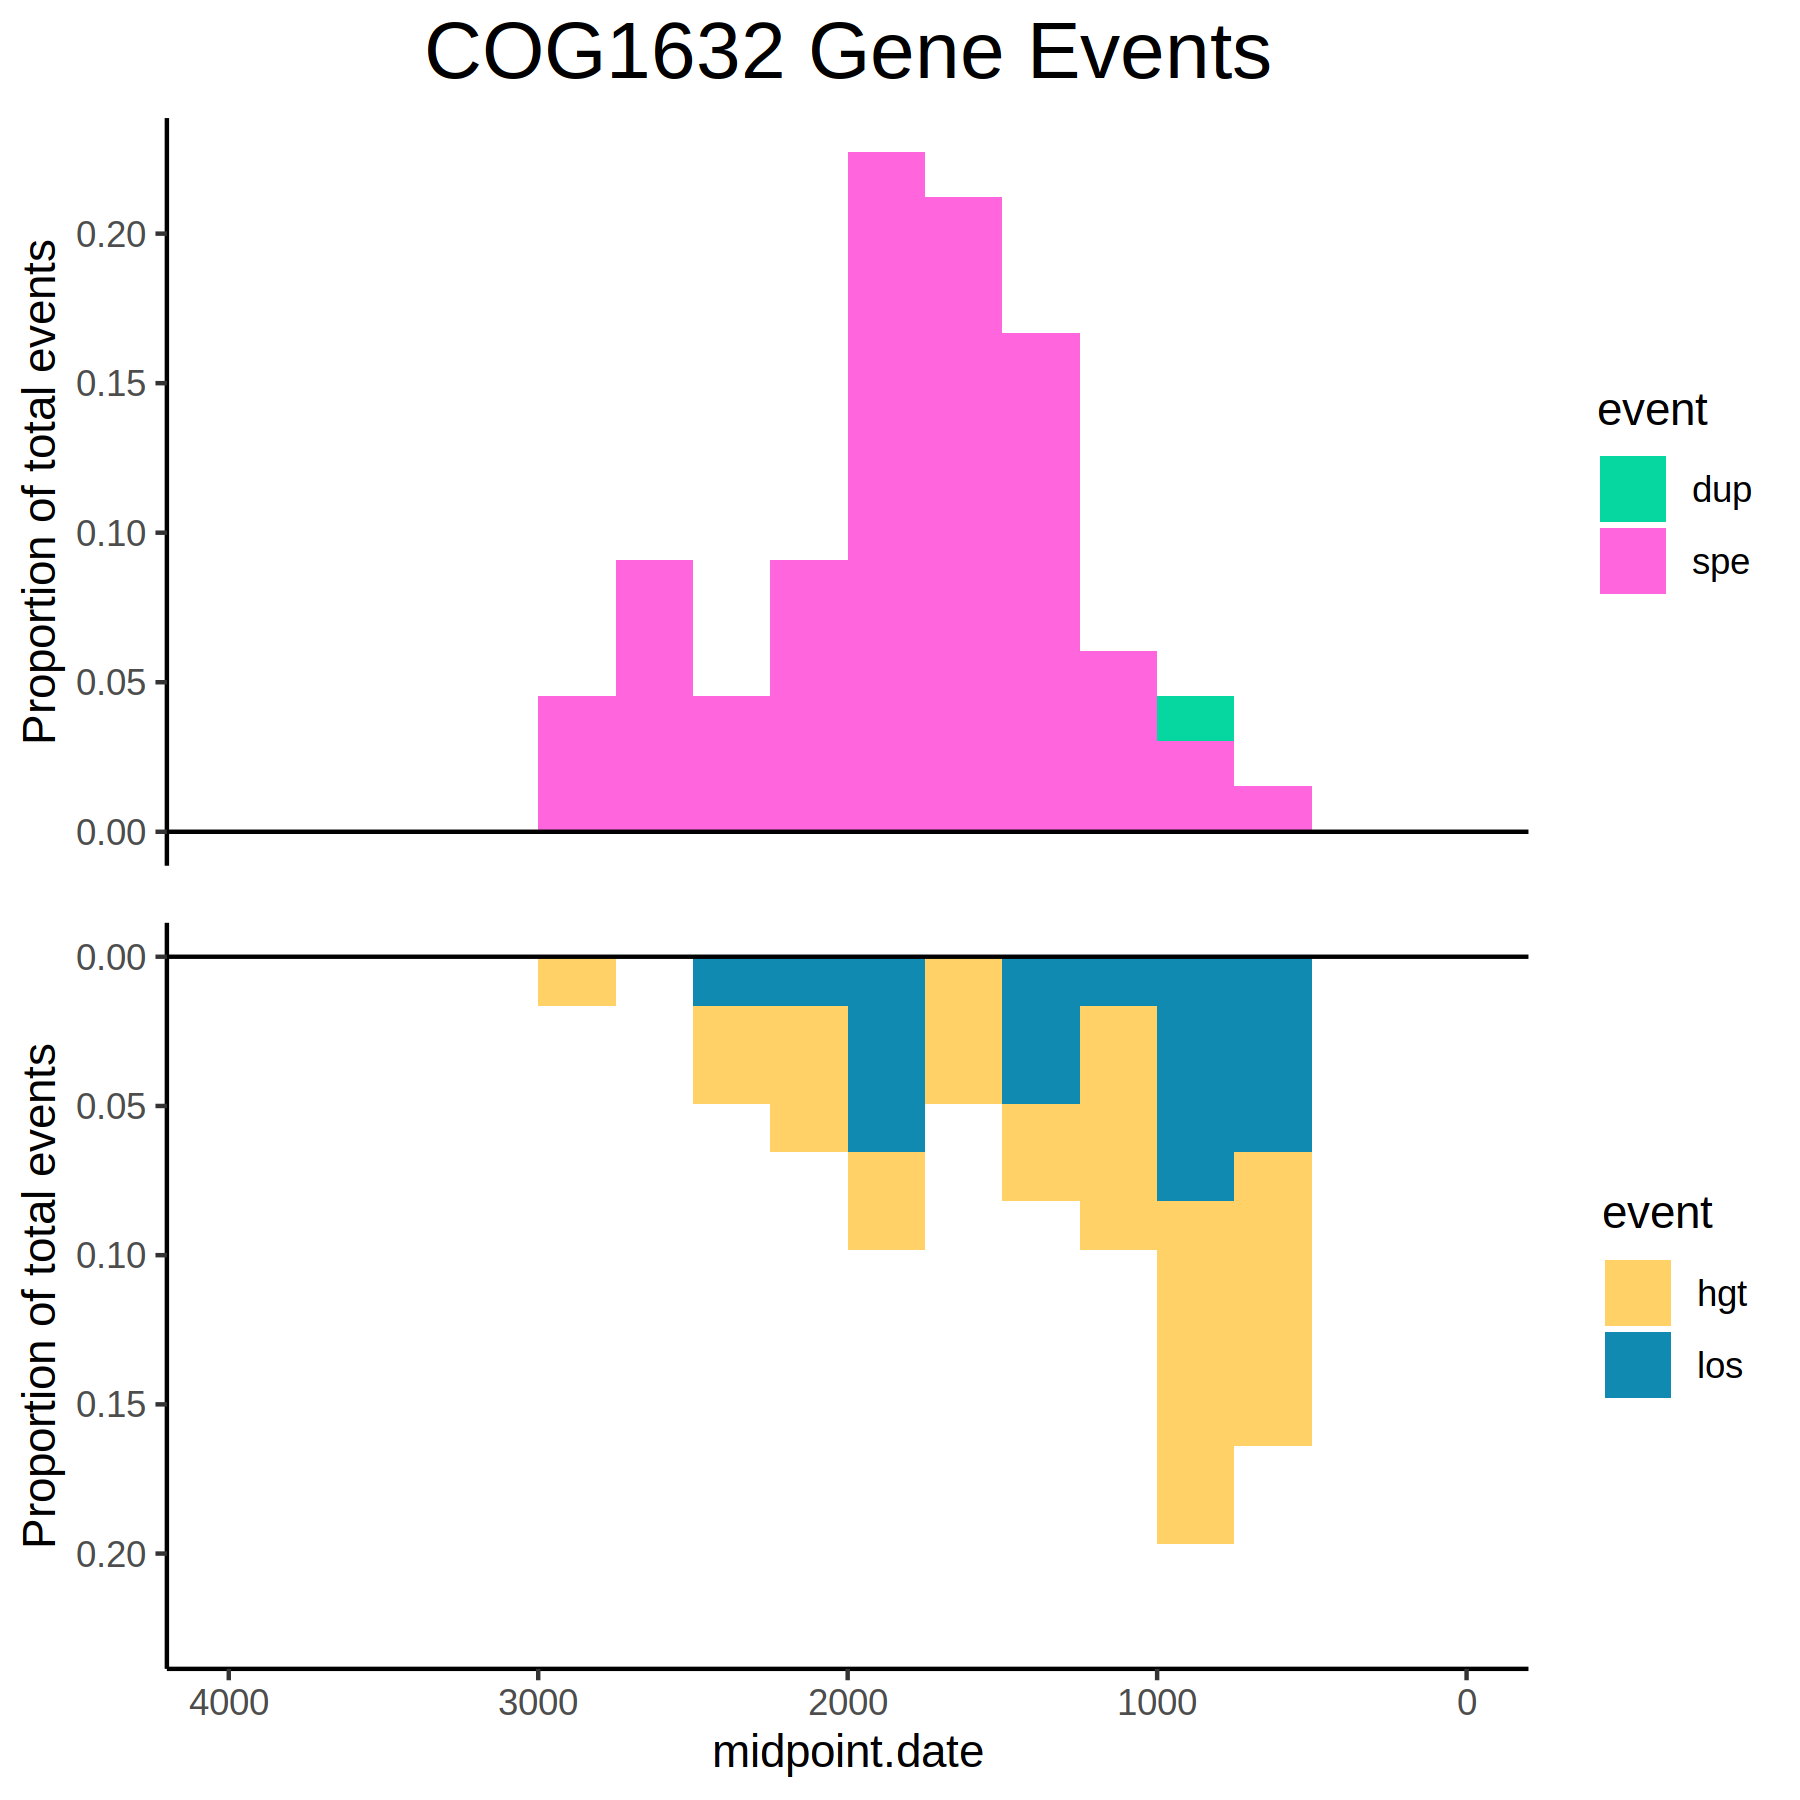 COG1632 Gene Events
Proportion of total events
0.20
0.15
0.10
0.05
0.00
event
dup
spe
Proportion of total events
0.00
0.05
0.10
0.15
0.20
event
hgt
los
4000 3000 2000 1000 0
midpoint.date